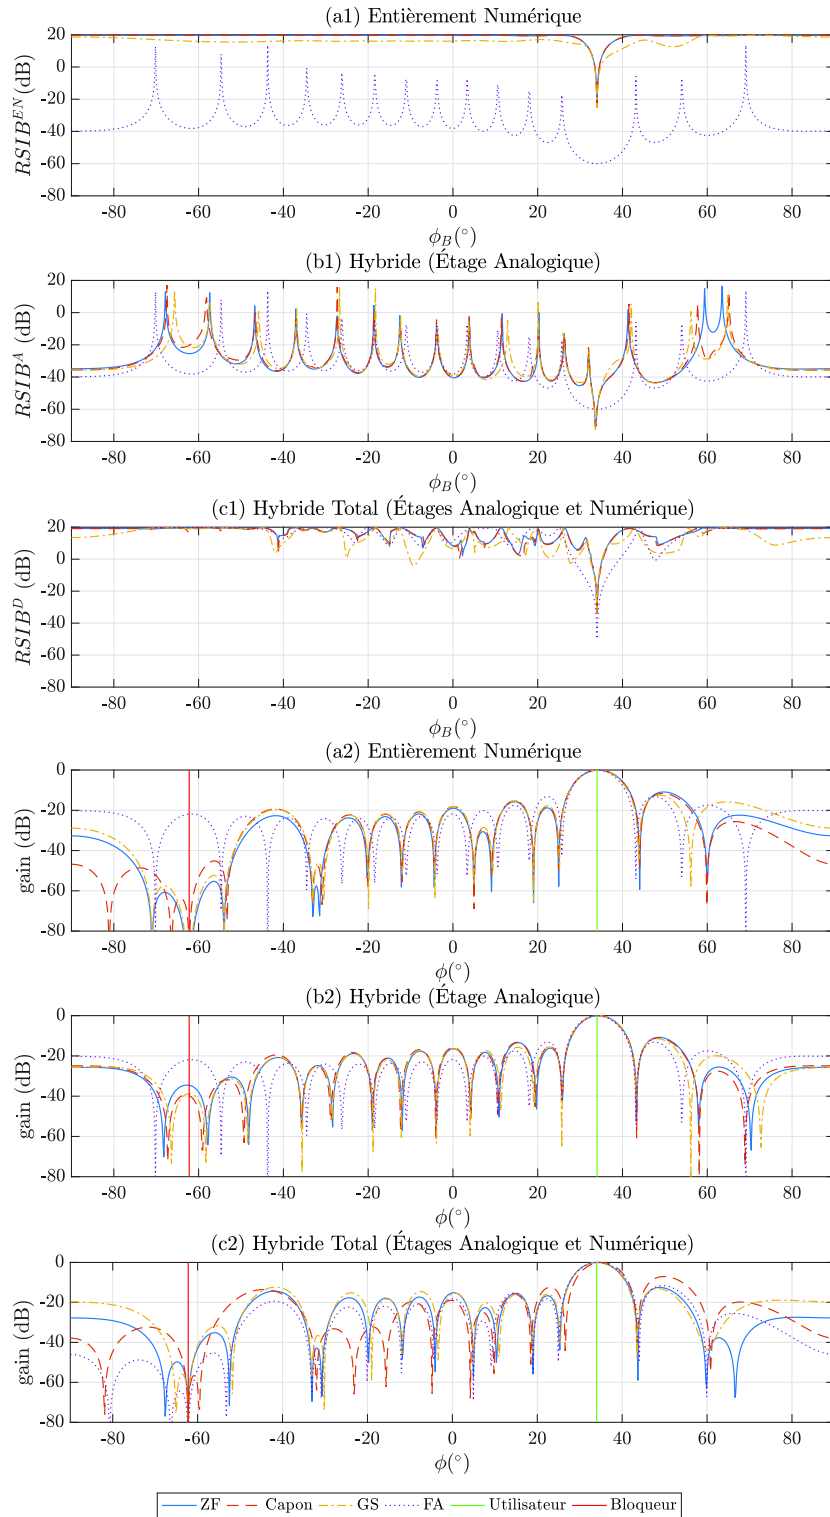 (a1) Entièrement Numérique
20
0
-20
-40
-60
-80
RSIB^EN (dB)
-80 -60 -40 -20 0 20 40 60 80
ϕ_B(°)
(b1) Hybride (Étage Analogique)
20
0
-20
-40
-60
-80
RSIB^A (dB)
-80 -60 -40 -20 0 20 40 60 80
ϕ_B(°)
(c1) Hybride Total (Étages Analogique et Numérique)
20
0
-20
-40
-60
-80
RSIB^D (dB)
-80 -60 -40 -20 0 20 40 60 80
ϕ_B(°)
(a2) Entièrement Numérique
0
-20
-40
-60
-80
gain (dB)
-80 -60 -40 -20 0 20 40 60 80
ϕ(°)
(b2) Hybride (Étage Analogique)
0
-20
-40
-60
-80
gain (dB)
-80 -60 -40 -20 0 20 40 60 80
ϕ(°)
(c2) Hybride Total (Étages Analogique et Numérique)
0
-20
-40
-60
-80
gain (dB)
-80 -60 -40 -20 0 20 40 60 80
ϕ(°)
ZF Capon GS FA Utilisateur Bloqueur